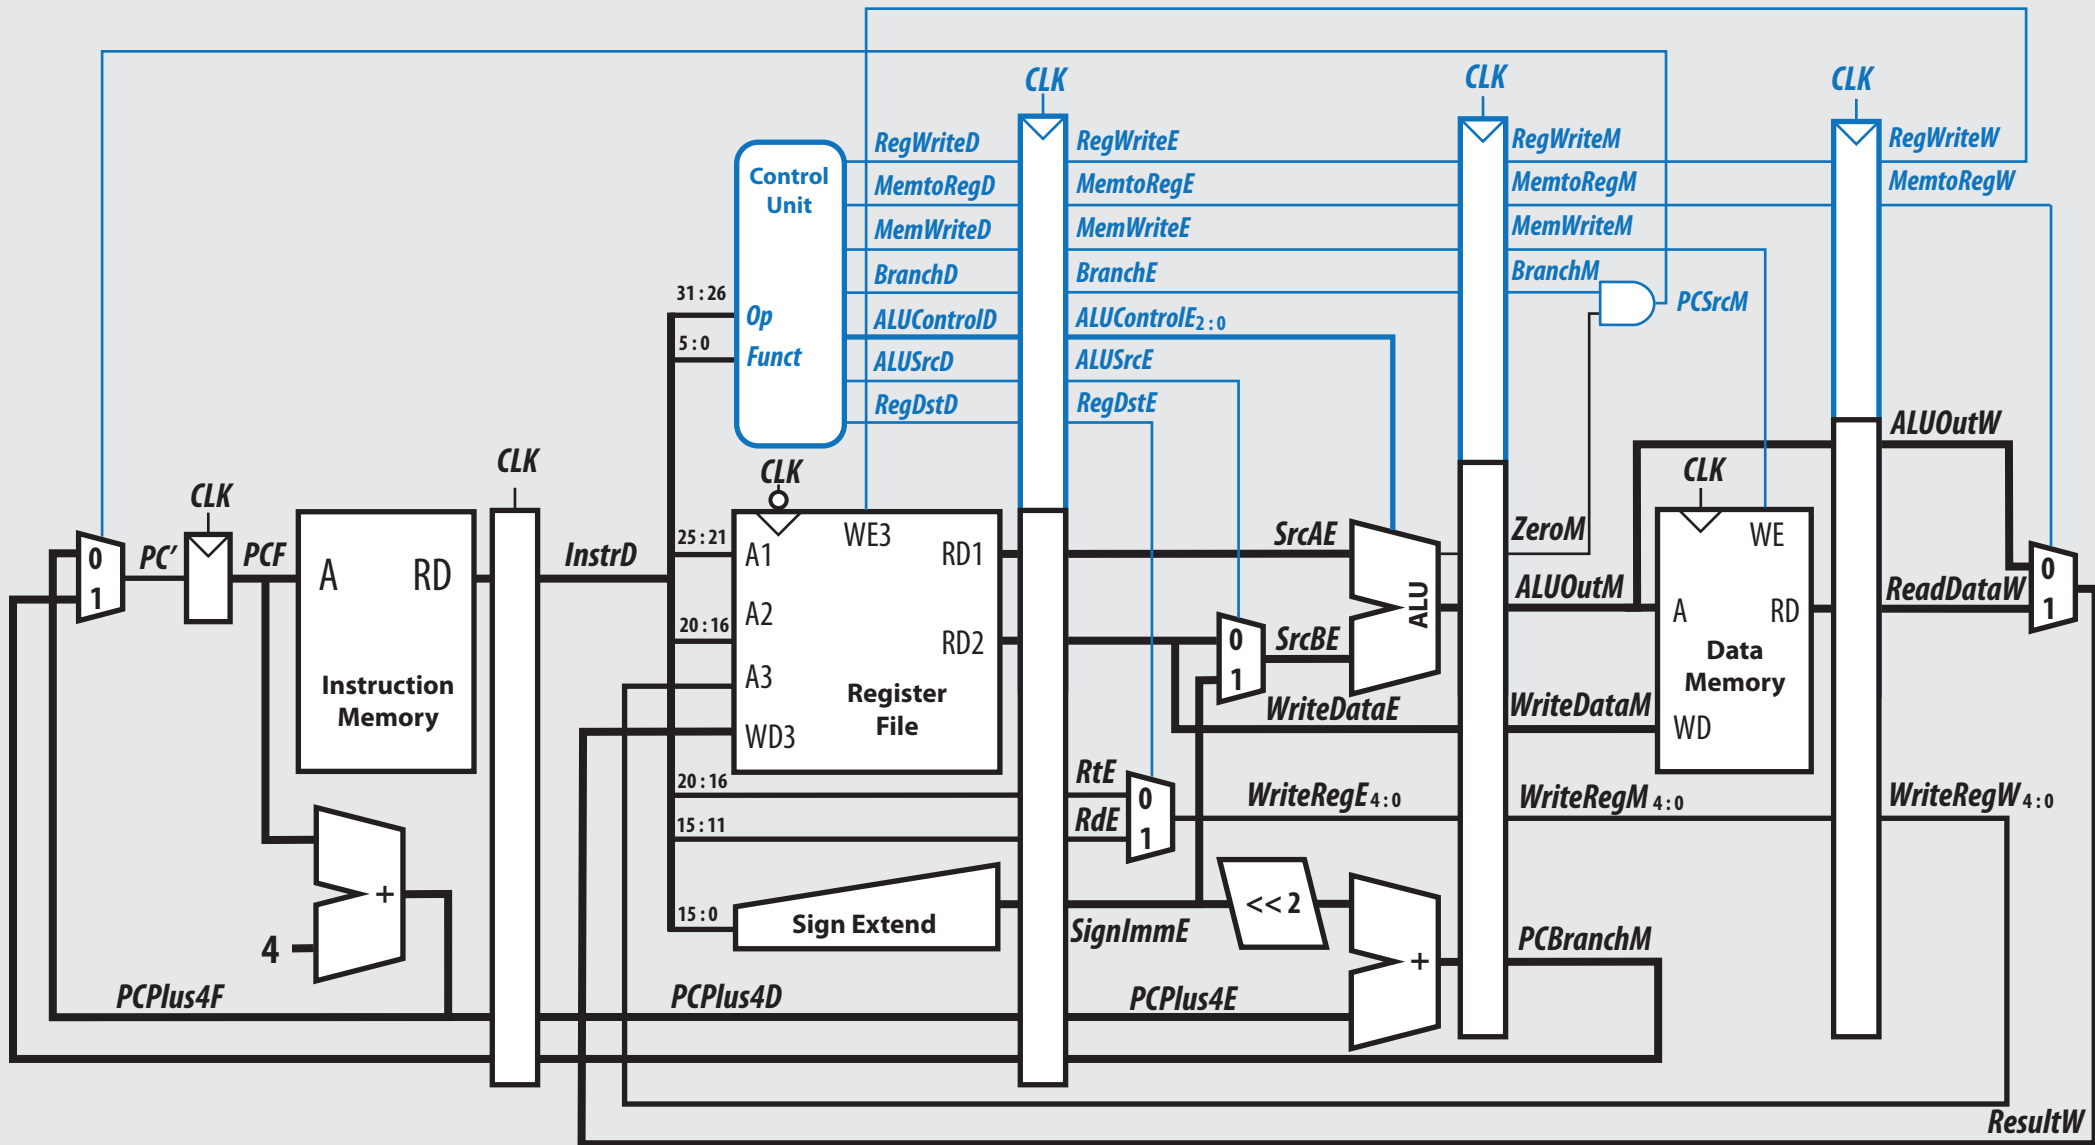 CLK
CLK
CLK
Control
Unit
Op
Funct
31:26
5:0
RegWriteD
MemtoRegD
MemWriteD
BranchD
ALUControlD
ALUSrcD
RegDstD
RegWriteE
MemtoRegE
MemWriteE
BranchE
ALUControlE2:0
ALUSrcE
RegDstE
RegWriteM
MemtoRegM
MemWriteM
BranchM
PCSrcM
RegWriteW
MemtoRegW
CLK
CLK
CLK
CLK
0
1
PC'
PCF
A
RD
Instruction
Memory
InstrD
25:21
20:16
20:16
15:11
15:0
A1
A2
A3
WD3
WE3
RD1
RD2
Register
File
SrcAE
0
1
SrcBE
ALU
ZeroM
ALUOutM
WriteDataE
WriteDataM
A
RD
WE
WD
Data
Memory
ALUOutW
ReadDataW
0
1
RtE
RdE
0
1
WriteRegE4:0
WriteRegM4:0
WriteRegW4:0
+
4
Sign Extend
SignImmE
<<2
+
PCBranchM
PCPlus4F
PCPlus4D
PCPlus4E
ResultW